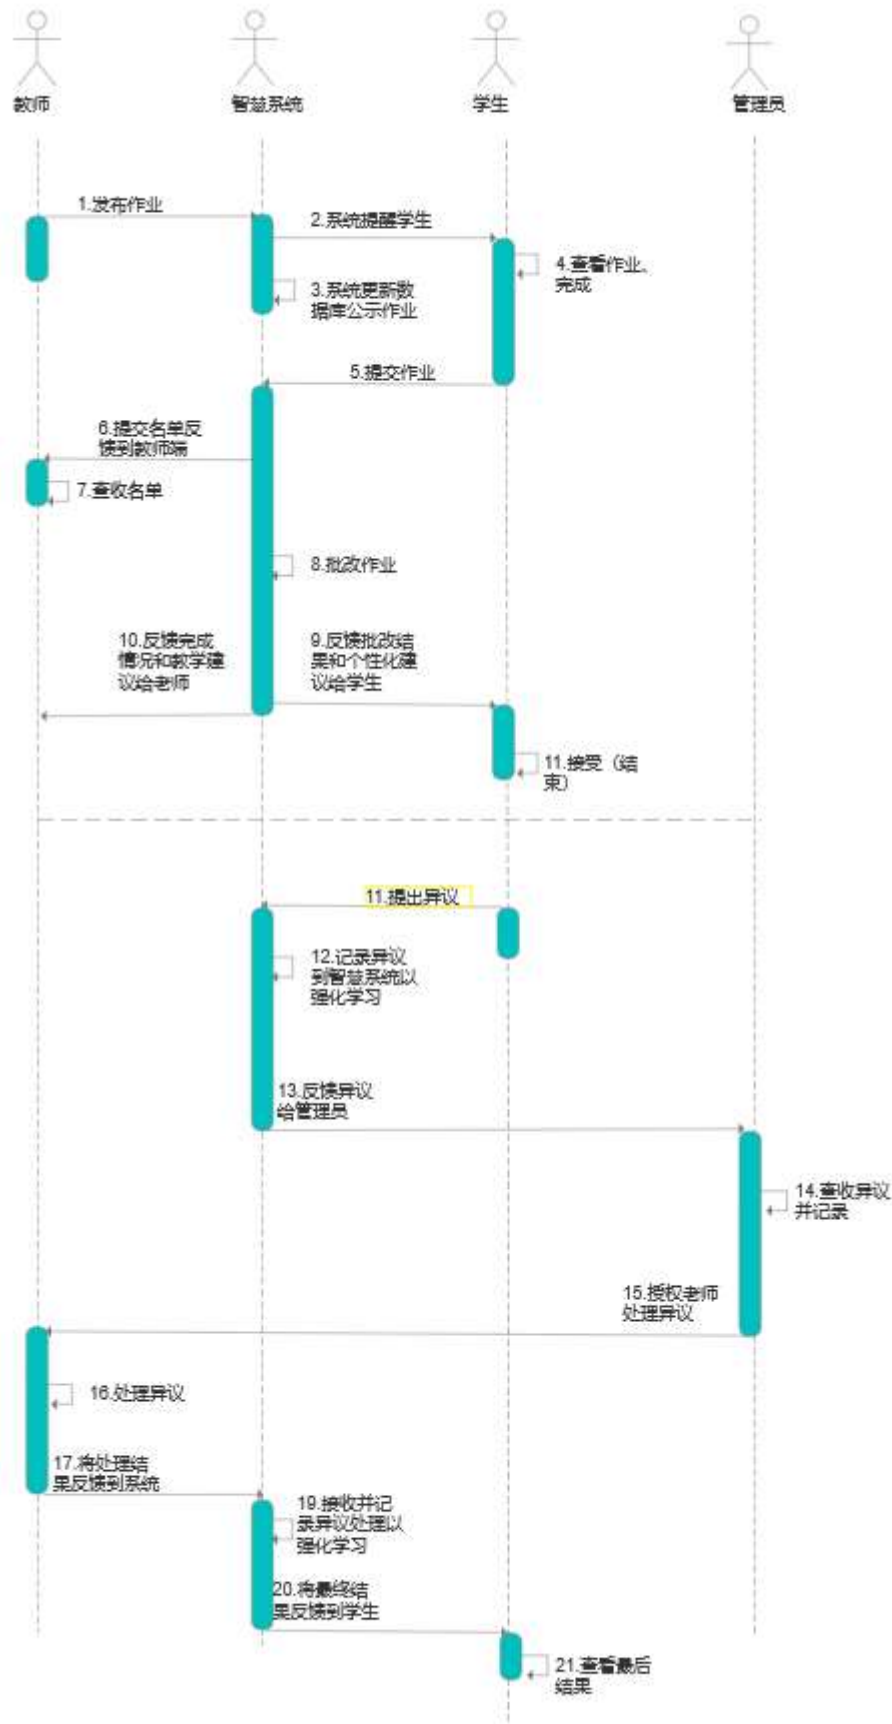 教师
智慧系统
学生
管理员
1.发布作业
2.系统提醒学生
4.查看作业、
完成
3.系统更新数
据库公示作业
5.提交作业
6.提交名单反
馈到教师端
7.查收名单
8.批改作业
10.反馈完成
情况和教学建
议给老师
9.反馈批改结
果和个性化建
议给学生
11.接受（结
束）
11.提出异议
12.记录异议
到智慧系统以
强化学习
13.反馈异议
给管理员
14.查收异议
并记录
15.授权老师
处理异议
16.处理异议
17.将处理结
果反馈到系统
19.接收并记
录异议处理以
强化学习
20.将最终结
果反馈到学生
21.查看最后
结果